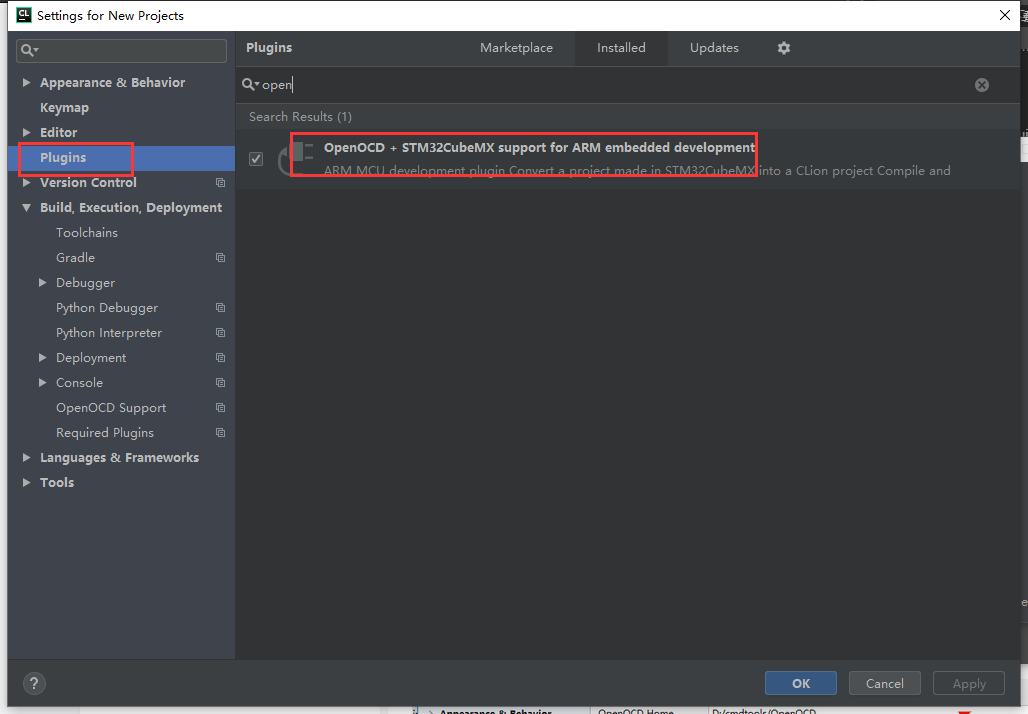 CL Settings for New Projects
Plugins Marketplace Installed Updates
open
Appearance & Behavior
Keymap
Editor
Plugins
Version Control
Build, Execution, Deployment
Toolchains
Gradle
Debugger
Python Debugger
Python Interpreter
Deployment
Console
OpenOCD Support
Required Plugins
Languages & Frameworks
Tools
Search Results (1)
OpenOCD + STM32CubeMX support for ARM embedded development
ARM MCU development plugin Convert a project made in STM32CubeMX into a CLion project Compile and
? OK Cancel Apply
Appearance & Behavior OpenOCD Home D:/cmdtools/OpenOCD